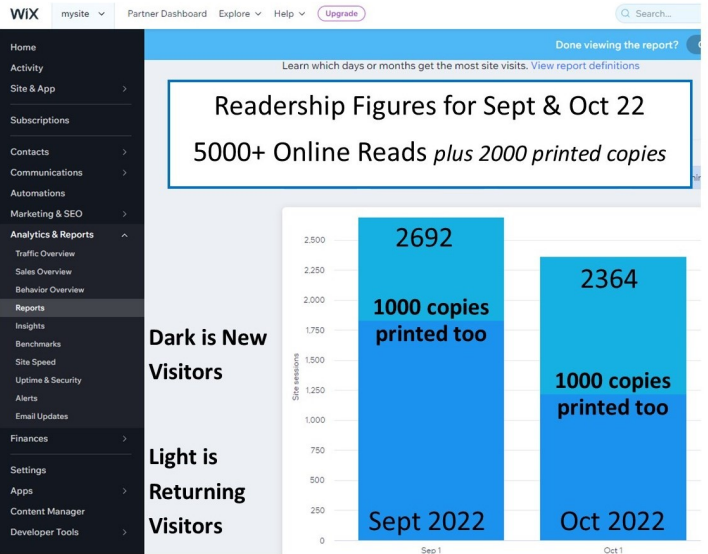 WiX mysite Partner Dashboard Explore Help Upgrade Search...
Done viewing the report?
Learn which days or months get the most site visits. View report definitions
Home
Activity
Site & App
Subscriptions
Contacts
Communications
Automations
Marketing & SEO
Analytics & Reports
Traffic Overview
Sales Overview
Behavior Overview
Reports
Insights
Benchmarks
Site Speed
Uptime & Security
Alerts
Email Updates
Finances
Settings
Apps
Content Manager
Developer Tools
Readership Figures for Sept & Oct 22
5000+ Online Reads plus 2000 printed copies
Dark is New
Visitors
Light is
Returning
Visitors
Site sessions
2,500
2,250
2,000
1,750
1,500
1,250
1,000
750
500
250
0
2692
1000 copies
printed too
Sept 2022
2364
1000 copies
printed too
Oct 2022
Sep 1
Oct 1